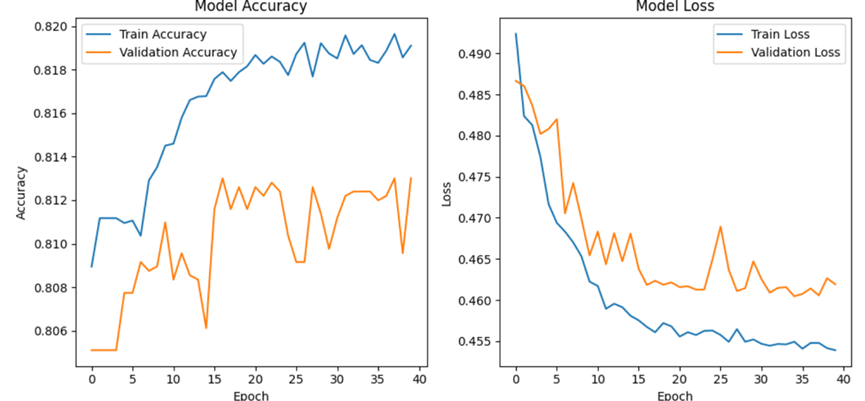 Model Accuracy
Train Accuracy
Validation Accuracy
Accuracy
0.820
0.818
0.816
0.814
0.812
0.810
0.808
0.806
0 5 10 15 20 25 30 35 40
Epoch
Model Loss
Train Loss
Validation Loss
Loss
0.490
0.485
0.480
0.475
0.470
0.465
0.460
0.455
0 5 10 15 20 25 30 35 40
Epoch